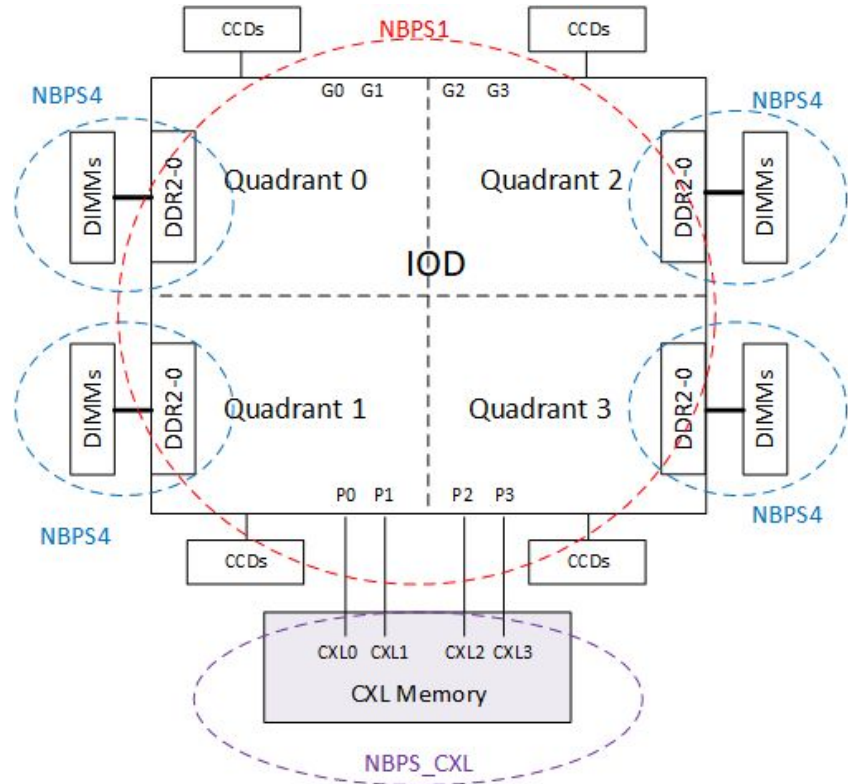 CCDs
NBPS1
CCDs
NBPS4
NBPS4
G0 G1 G2 G3
DIMMs
DDR2-0
Quadrant 0
Quadrant 2
DDR2-0
DIMMs
IOD
DIMMs
DDR2-0
Quadrant 1
Quadrant 3
DDR2-0
DIMMs
P0 P1 P2 P3
NBPS4
NBPS4
CCDs
CCDs
CXL0 CXL1 CXL2 CXL3
CXL Memory
NBPS_CXL